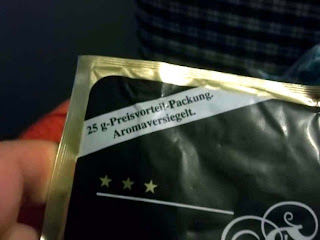 25 g-Preisvorteil-Packung.
Aromaversiegelt.